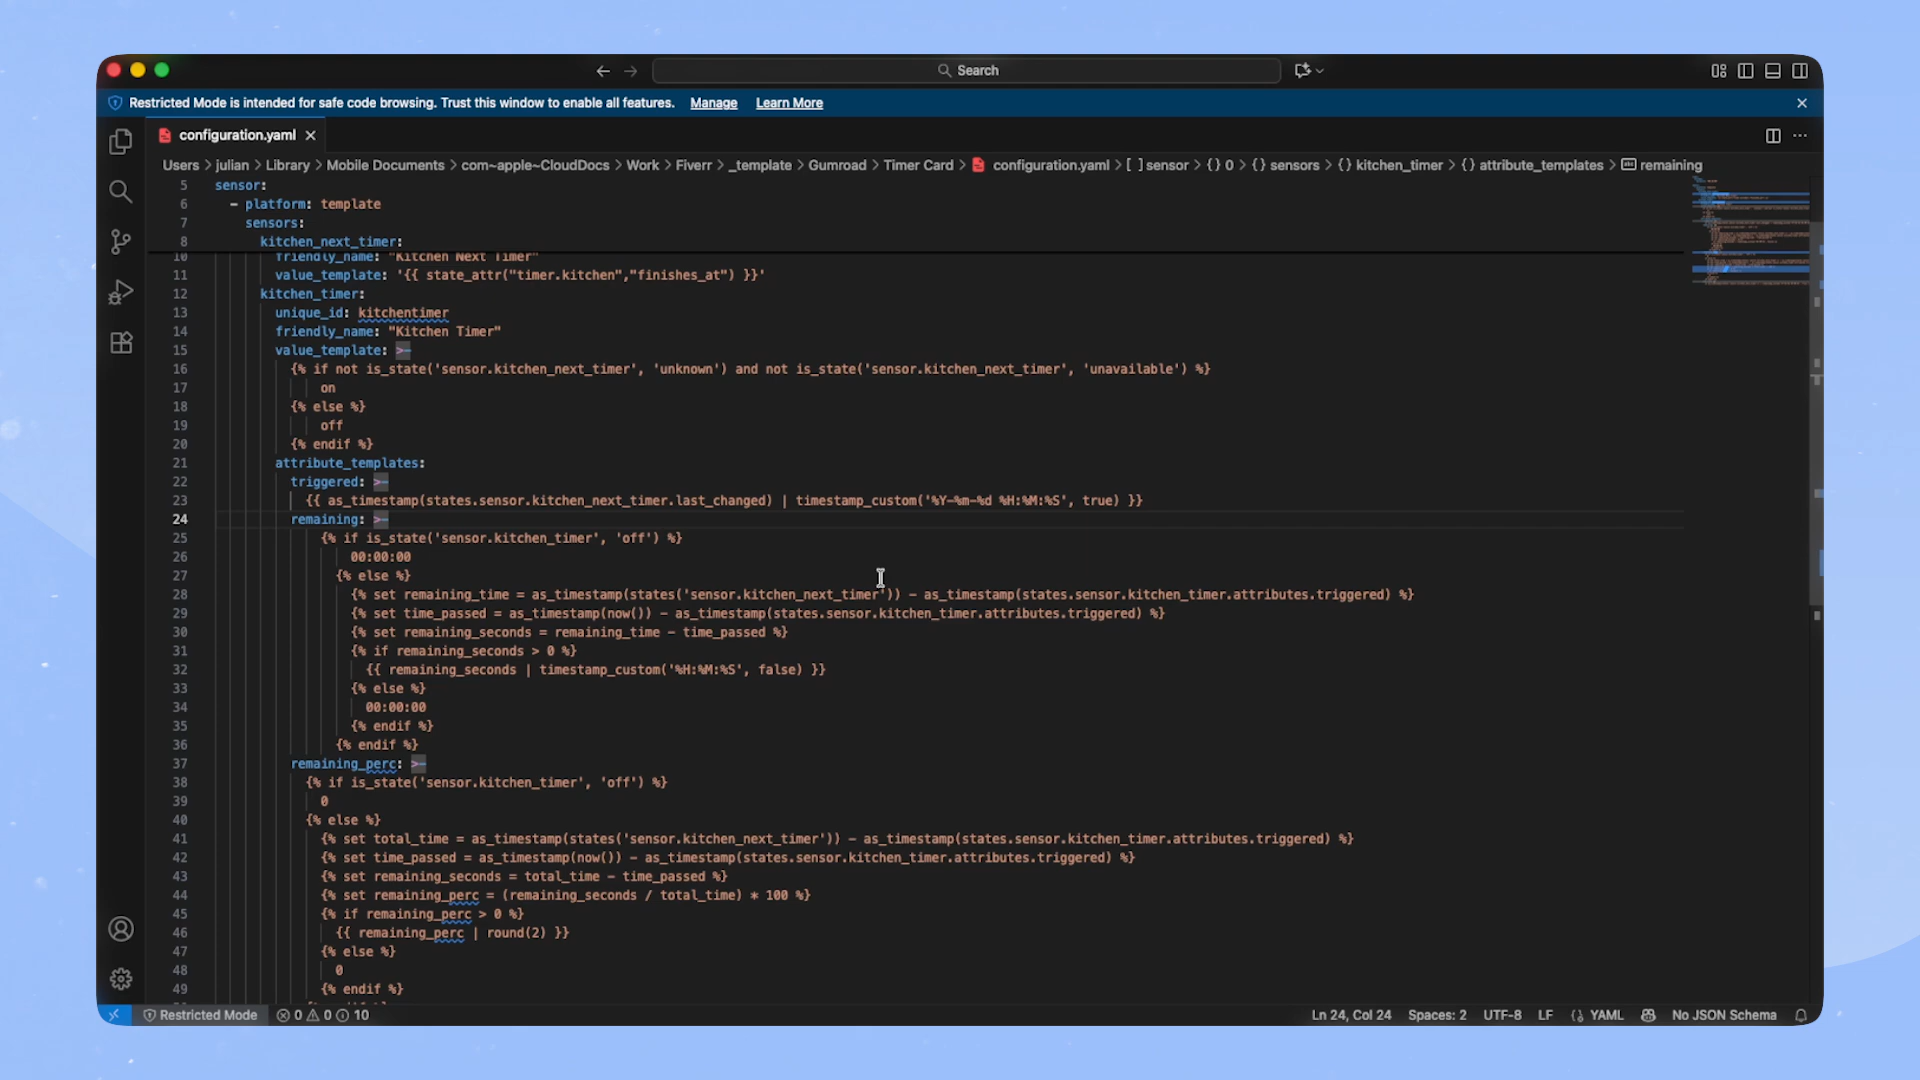 Search
Restricted Mode is intended for safe code browsing. Trust this window to enable all features. Manage Learn More
configuration.yaml
Users > julian > Library > Mobile Documents > com~apple~CloudDocs > Work > Fiverr > _template > Gumroad > Timer Card > configuration.yaml > [ ] sensor > {} 0 > {} sensors > {} kitchen_timer > {} attribute_templates > remaining
5 sensor:
6 - platform: template
7 sensors:
8 kitchen_next_timer:
10 friendly_name: "Kitchen Next Timer"
11 value_template: '{{ state_attr("timer.kitchen","finishes_at") }}'
12 kitchen_timer:
13 unique_id: kitchentimer
14 friendly_name: "Kitchen Timer"
15 value_template: >-
16 {% if not is_state('sensor.kitchen_next_timer', 'unknown') and not is_state('sensor.kitchen_next_timer', 'unavailable') %}
17 on
18 {% else %}
19 off
20 {% endif %}
21 attribute_templates:
22 triggered: >-
23 {{ as_timestamp(states.sensor.kitchen_next_timer.last_changed) | timestamp_custom('%Y-%m-%d %H:%M:%S', true) }}
24 remaining: >-
25 {% if is_state('sensor.kitchen_timer', 'off') %}
26 00:00:00
27 {% else %}
28 {% set remaining_time = as_timestamp(states('sensor.kitchen_next_timer')) - as_timestamp(states.sensor.kitchen_timer.attributes.triggered) %}
29 {% set time_passed = as_timestamp(now()) - as_timestamp(states.sensor.kitchen_timer.attributes.triggered) %}
30 {% set remaining_seconds = remaining_time - time_passed %}
31 {% if remaining_seconds > 0 %}
32 {{ remaining_seconds | timestamp_custom('%H:%M:%S', false) }}
33 {% else %}
34 00:00:00
35 {% endif %}
36 {% endif %}
37 remaining_perc: >-
38 {% if is_state('sensor.kitchen_timer', 'off') %}
39 0
40 {% else %}
41 {% set total_time = as_timestamp(states('sensor.kitchen_next_timer')) - as_timestamp(states.sensor.kitchen_timer.attributes.triggered) %}
42 {% set time_passed = as_timestamp(now()) - as_timestamp(states.sensor.kitchen_timer.attributes.triggered) %}
43 {% set remaining_seconds = total_time - time_passed %}
44 {% set remaining_perc = (remaining_seconds / total_time) * 100 %}
45 {% if remaining_perc > 0 %}
46 {{ remaining_perc | round(2) }}
47 {% else %}
48 0
49 {% endif %}
Restricted Mode 0 0 10 Ln 24, Col 24 Spaces: 2 UTF-8 LF YAML No JSON Schema